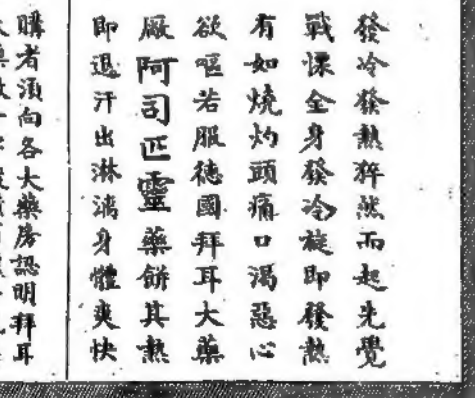 發冷發熱猝然而起先覺
戰慄全身發冷旋即發熱
有如燒灼頭痛口渴惡心
欲嘔若服德國拜耳大藥
廠阿司匹靈藥餅其熱
即退汗出淋漓身體爽快
購者須向各大藥房認明拜耳